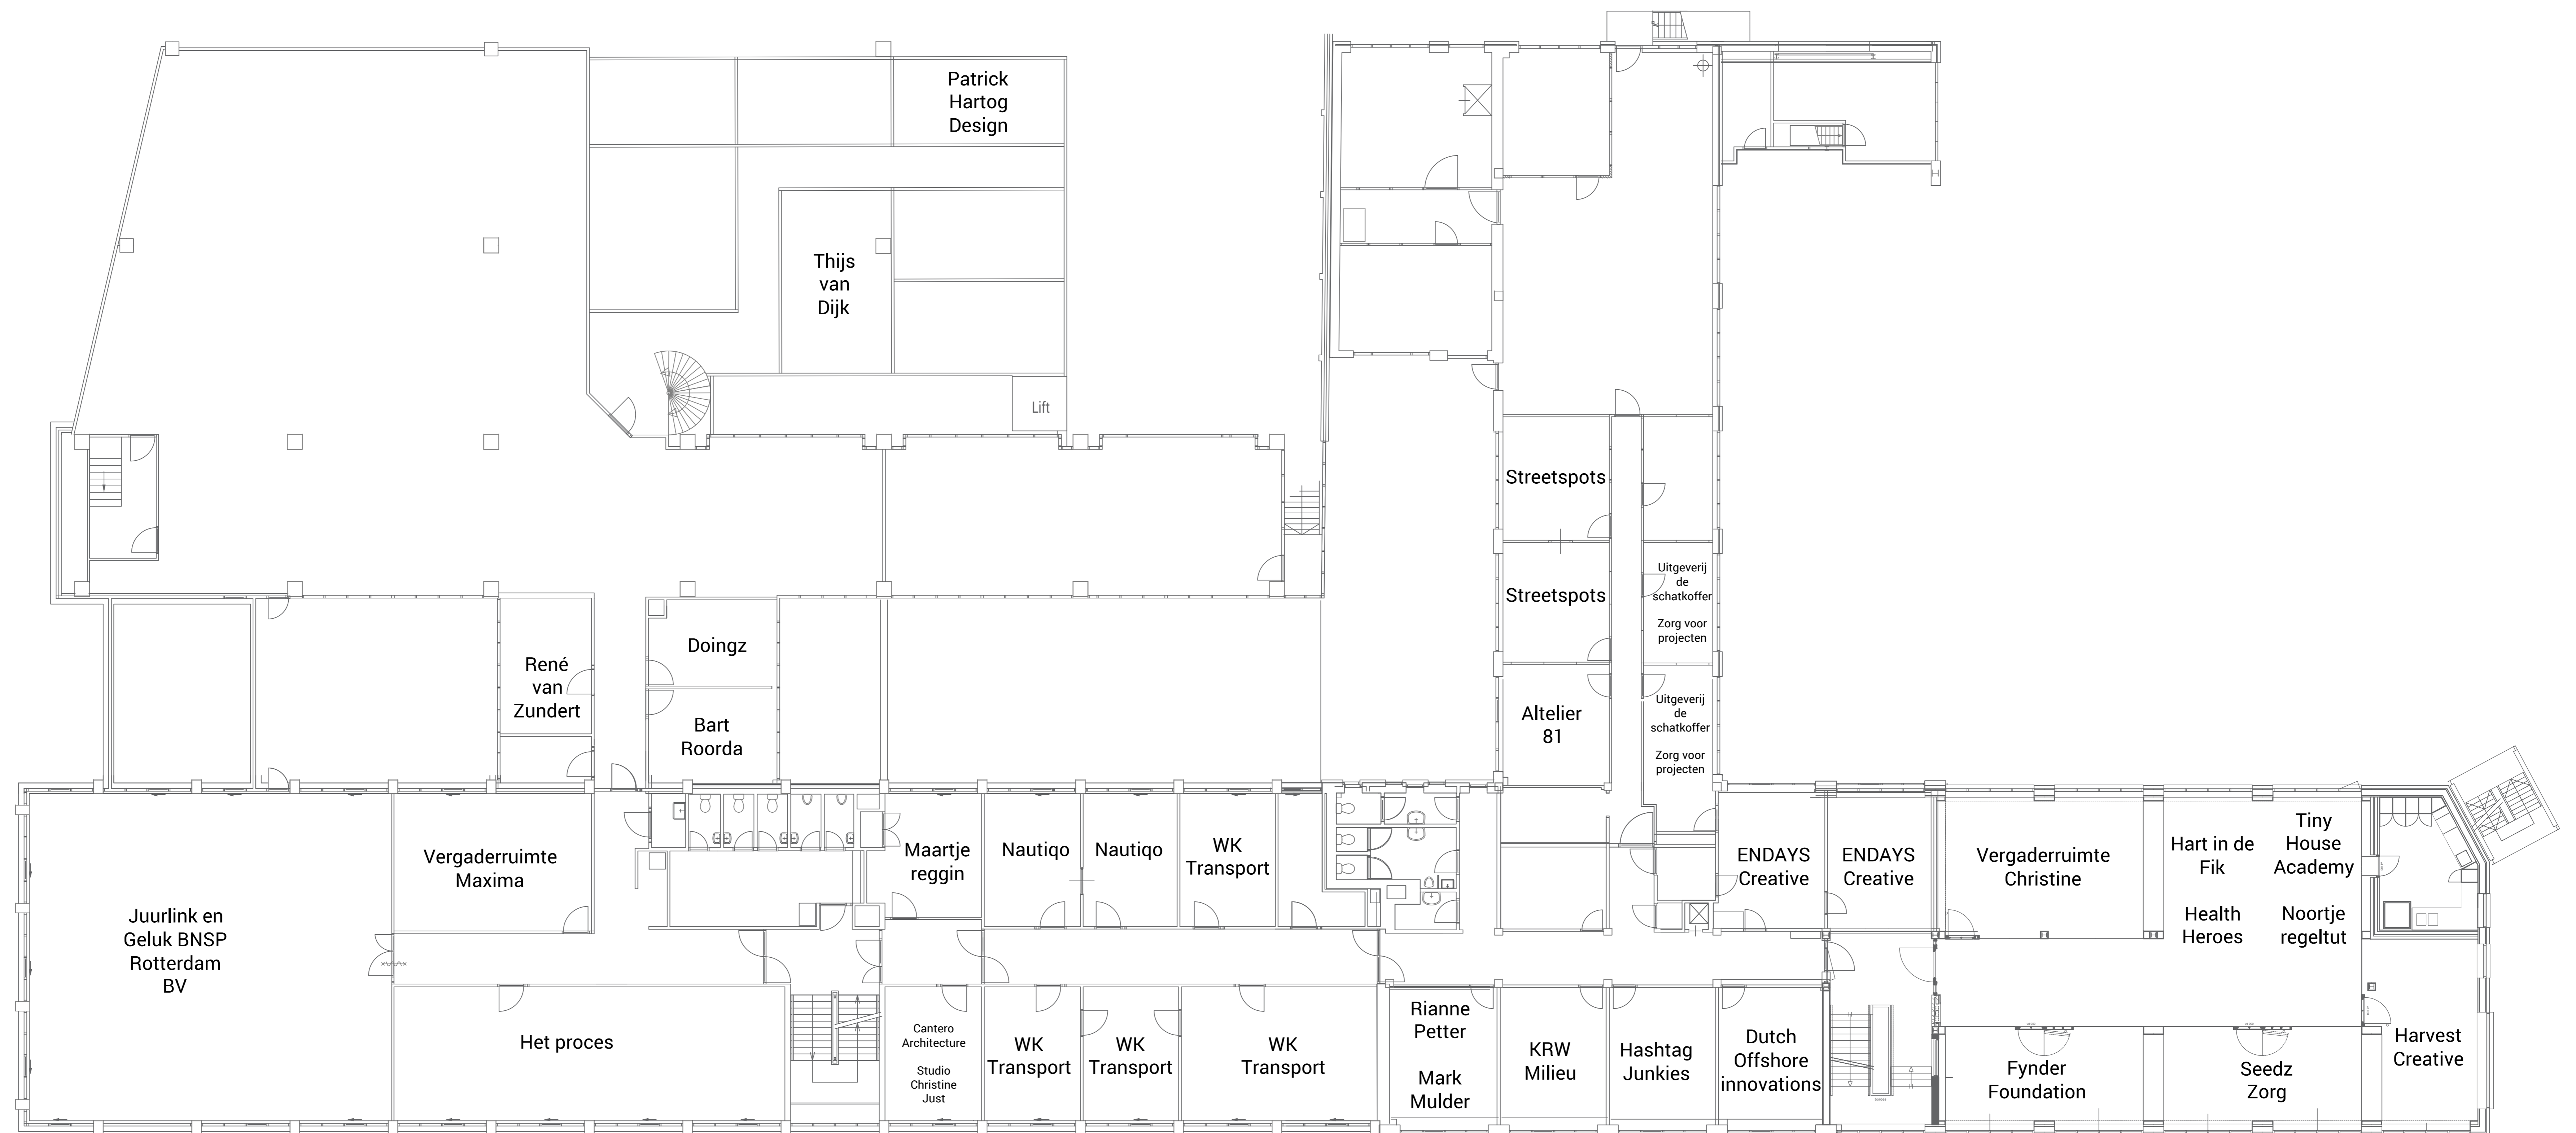 Patrick
Hartog
Design
Thijs
van
Dijk
Lift
Streetspots
Streetspots
Uitgeverij
de
schatkoffer
Zorg voor
projecten
Doingz
René
van
Zundert
Bart
Roorda
Altelier
81
Uitgeverij
de
schatkoffer
Zorg voor
projecten
Juurlink en
Geluk BNSP
Rotterdam
BV
Vergaderruimte
Maxima
Maartje
reggin
Nautiqo
Nautiqo
WK
Transport
ENDAYS
Creative
ENDAYS
Creative
Vergaderruimte
Christine
Hart in de
Fik
Health
Heroes
Tiny
House
Academy
Noortje
regeltut
Het proces
Cantero
Architecture
Studio
Christine
Just
WK
Transport
WK
Transport
WK
Transport
Rianne
Petter
Mark
Mulder
KRW
Milieu
Hashtag
Junkies
Dutch
Offshore
innovations
Fynder
Foundation
Seedz
Zorg
Harvest
Creative